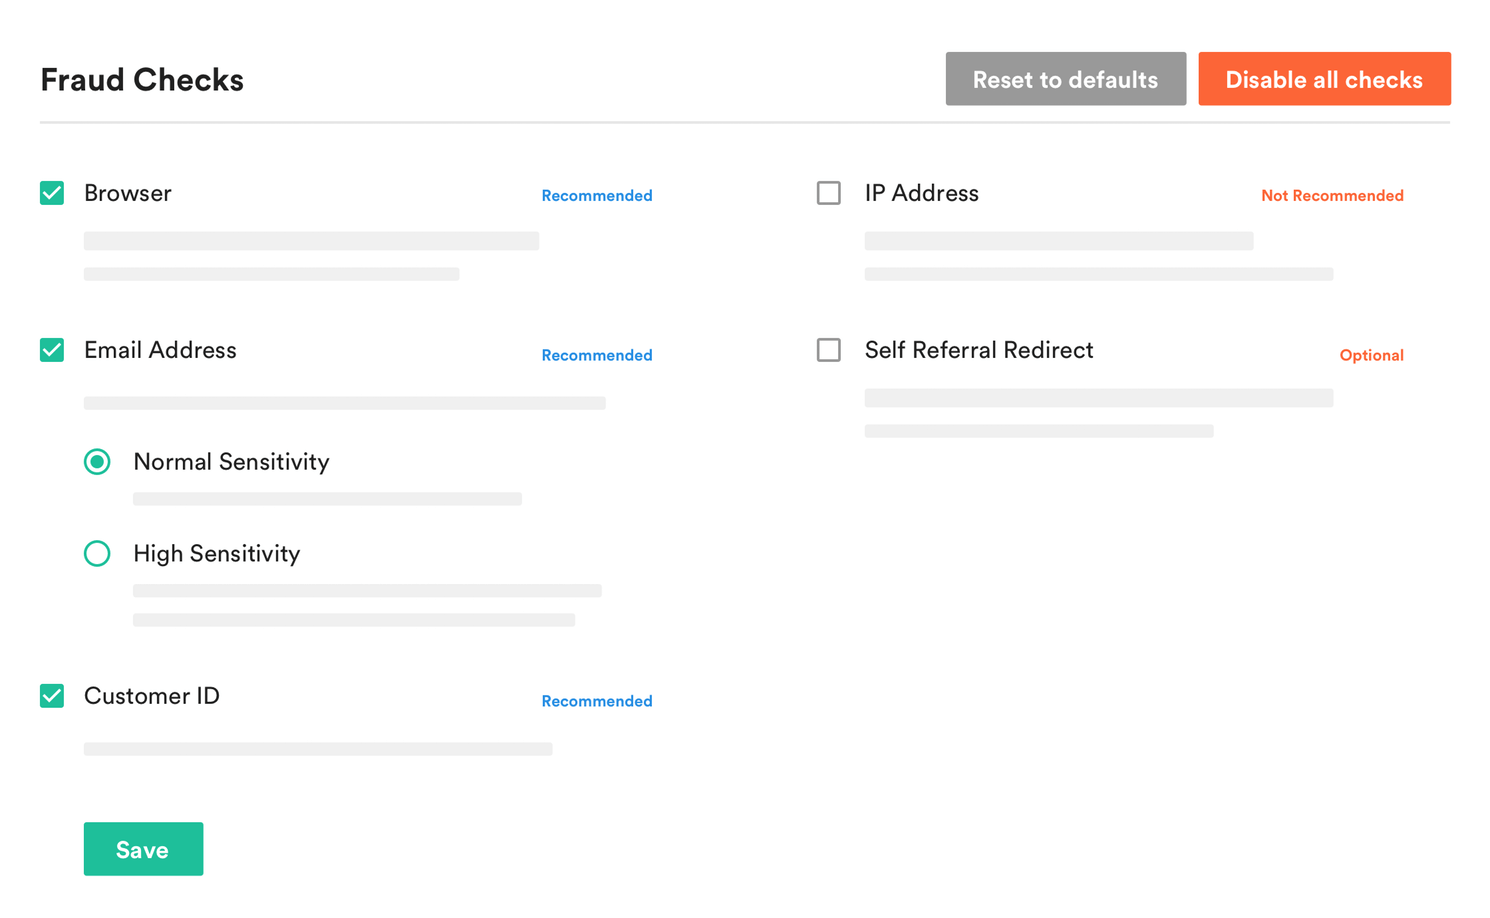 Fraud Checks
Reset to defaults
Disable all checks
Browser
Recommended
IP Address
Not Recommended
Email Address
Recommended
Self Referral Redirect
Optional
Normal Sensitivity
High Sensitivity
Customer ID
Recommended
Save